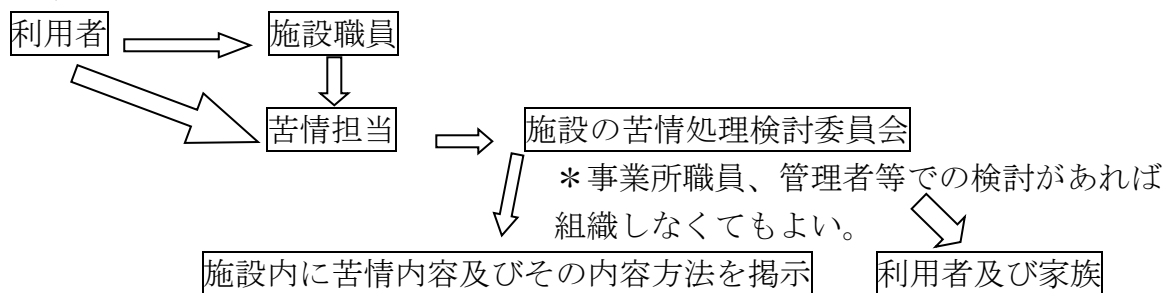 利用者
施設職員
苦情担当
施設の苦情処理検討委員会
＊事業所職員、管理者等での検討があれば
組織しなくてもよい。
施設内に苦情内容及びその内容方法を掲示
利用者及び家族